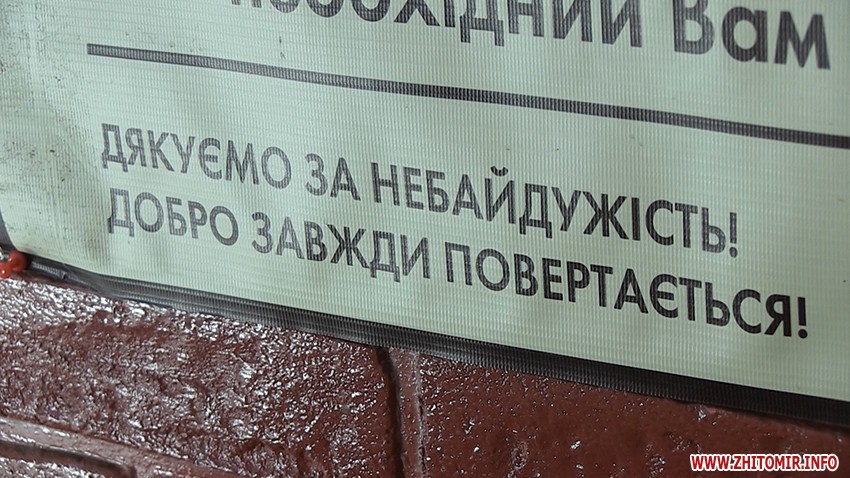 необхідний Вам
ДЯКУЄМО ЗА НЕБАЙДУЖІСТЬ!
ДОБРО ЗАВЖДИ ПОВЕРТАЄТЬСЯ!
WWW.ZHITOMIR.INFO